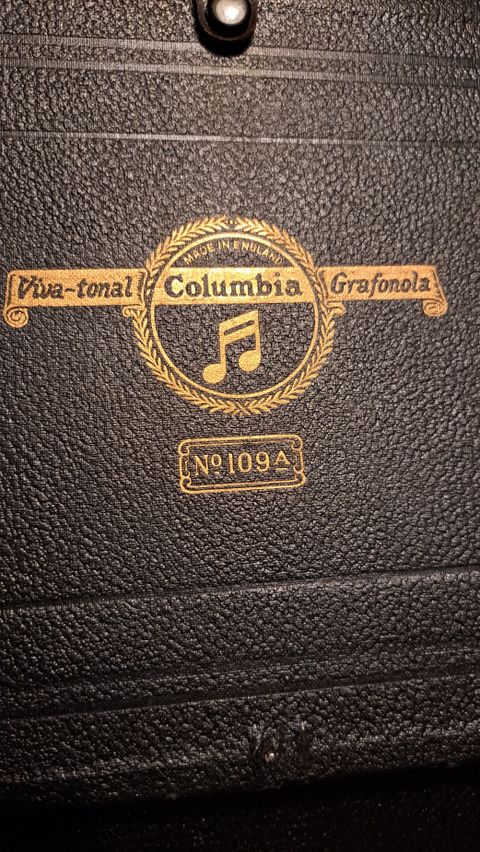 MADE IN ENGLAND
Viva-tonal Columbia Grafonola
No. 109A